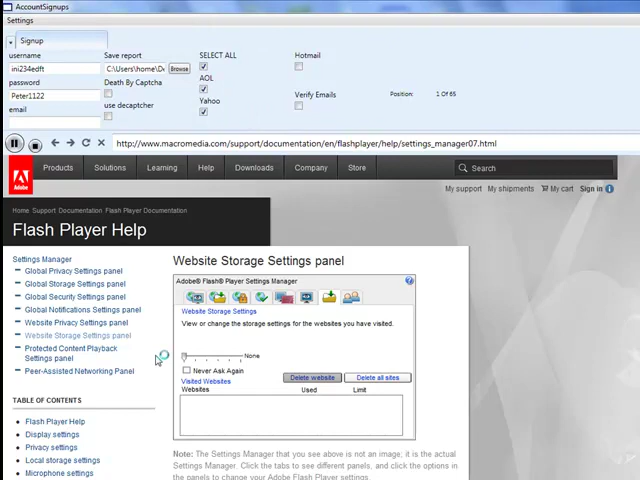 AccountSignups
Settings
Signup
username
Save report
SELECT ALL
Hotmail
ini234edft
C:\Users\home\De
Browse
password
Death By Captcha
AOL
Peter1122
Verify Emails
Position:
1 Of 65
email
use decaptcher
Yahoo
http://www.macromedia.com/support/documentation/en/flashplayer/help/settings_manager07.html
Products
Solutions
Learning
Help
Downloads
Company
Store
Search
Adobe
My support
My shipments
My cart
Sign in
Home
Support
Documentation
Flash Player Documentation
Flash Player Help
Settings Manager
Global Privacy Settings panel
Global Storage Settings panel
Global Security Settings panel
Global Notifications Settings panel
Website Privacy Settings panel
Website Storage Settings panel
Protected Content Playback
Settings panel
Peer-Assisted Networking Panel
TABLE OF CONTENTS
Flash Player Help
Display settings
Privacy settings
Local storage settings
Microphone settings
Website Storage Settings panel
Adobe® Flash® Player Settings Manager
Website Storage Settings
View or change the storage settings for the websites you have visited.
None
Never Ask Again
Delete website
Delete all sites
Visited Websites
Websites
Used
Limit
Note: The Settings Manager that you see above is not an image; it is the actual
Settings Manager. Click the tabs to see different panels, and click the options in
the panels to change your Adobe Flash Player settings.